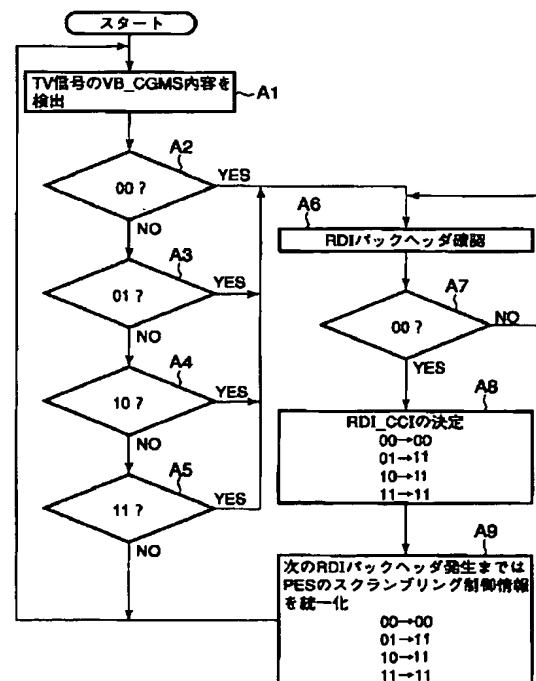 スタート
TV信号のVB_CGMS内容を
検出
A1
A2
00 ?
YES
NO
A3
01 ?
YES
NO
A4
10 ?
YES
NO
A5
11 ?
YES
NO
A6
RDIパックヘッダ確認
A7
00 ?
NO
YES
A8
RDI_CCIの決定
00→00
01→11
10→11
11→11
A9
次のRDIパックヘッダ発生までは
PESのスクランブリング制御情報
を統一化
00→00
01→11
10→11
11→11